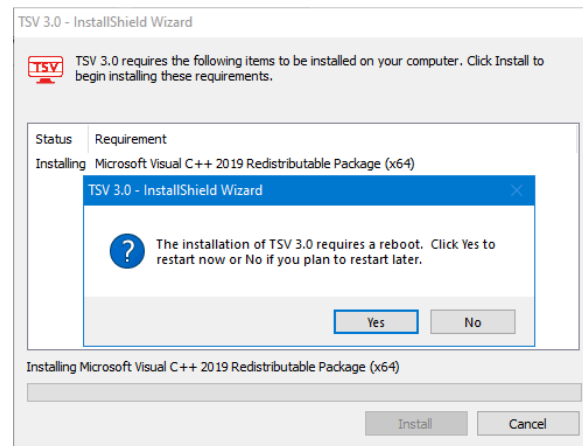 TSV 3.0 - InstallShield Wizard
TSV
TSV 3.0 requires the following items to be installed on your computer. Click Install to
begin installing these requirements.
Status Requirement
Installing Microsoft Visual C++ 2019 Redistributable Package (x64)
TSV 3.0 - InstallShield Wizard
The installation of TSV 3.0 requires a reboot. Click Yes to
restart now or No if you plan to restart later.
Yes No
Installing Microsoft Visual C++ 2019 Redistributable Package (x64)
Install Cancel